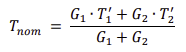 T_nom = (G_1 · T'_1 + G_2 · T'_2) / (G_1 + G_2)